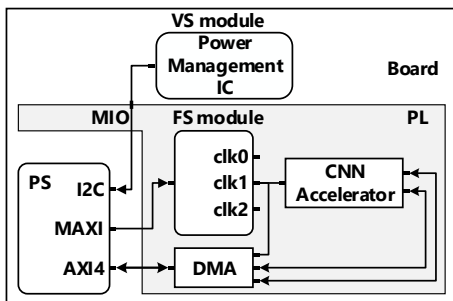 VS module
Power
Management
IC
Board
MIO
FS module
PL
clk0
PS
I2C
clk1
CNN
Accelerator
clk2
MAXI
AXI4
DMA